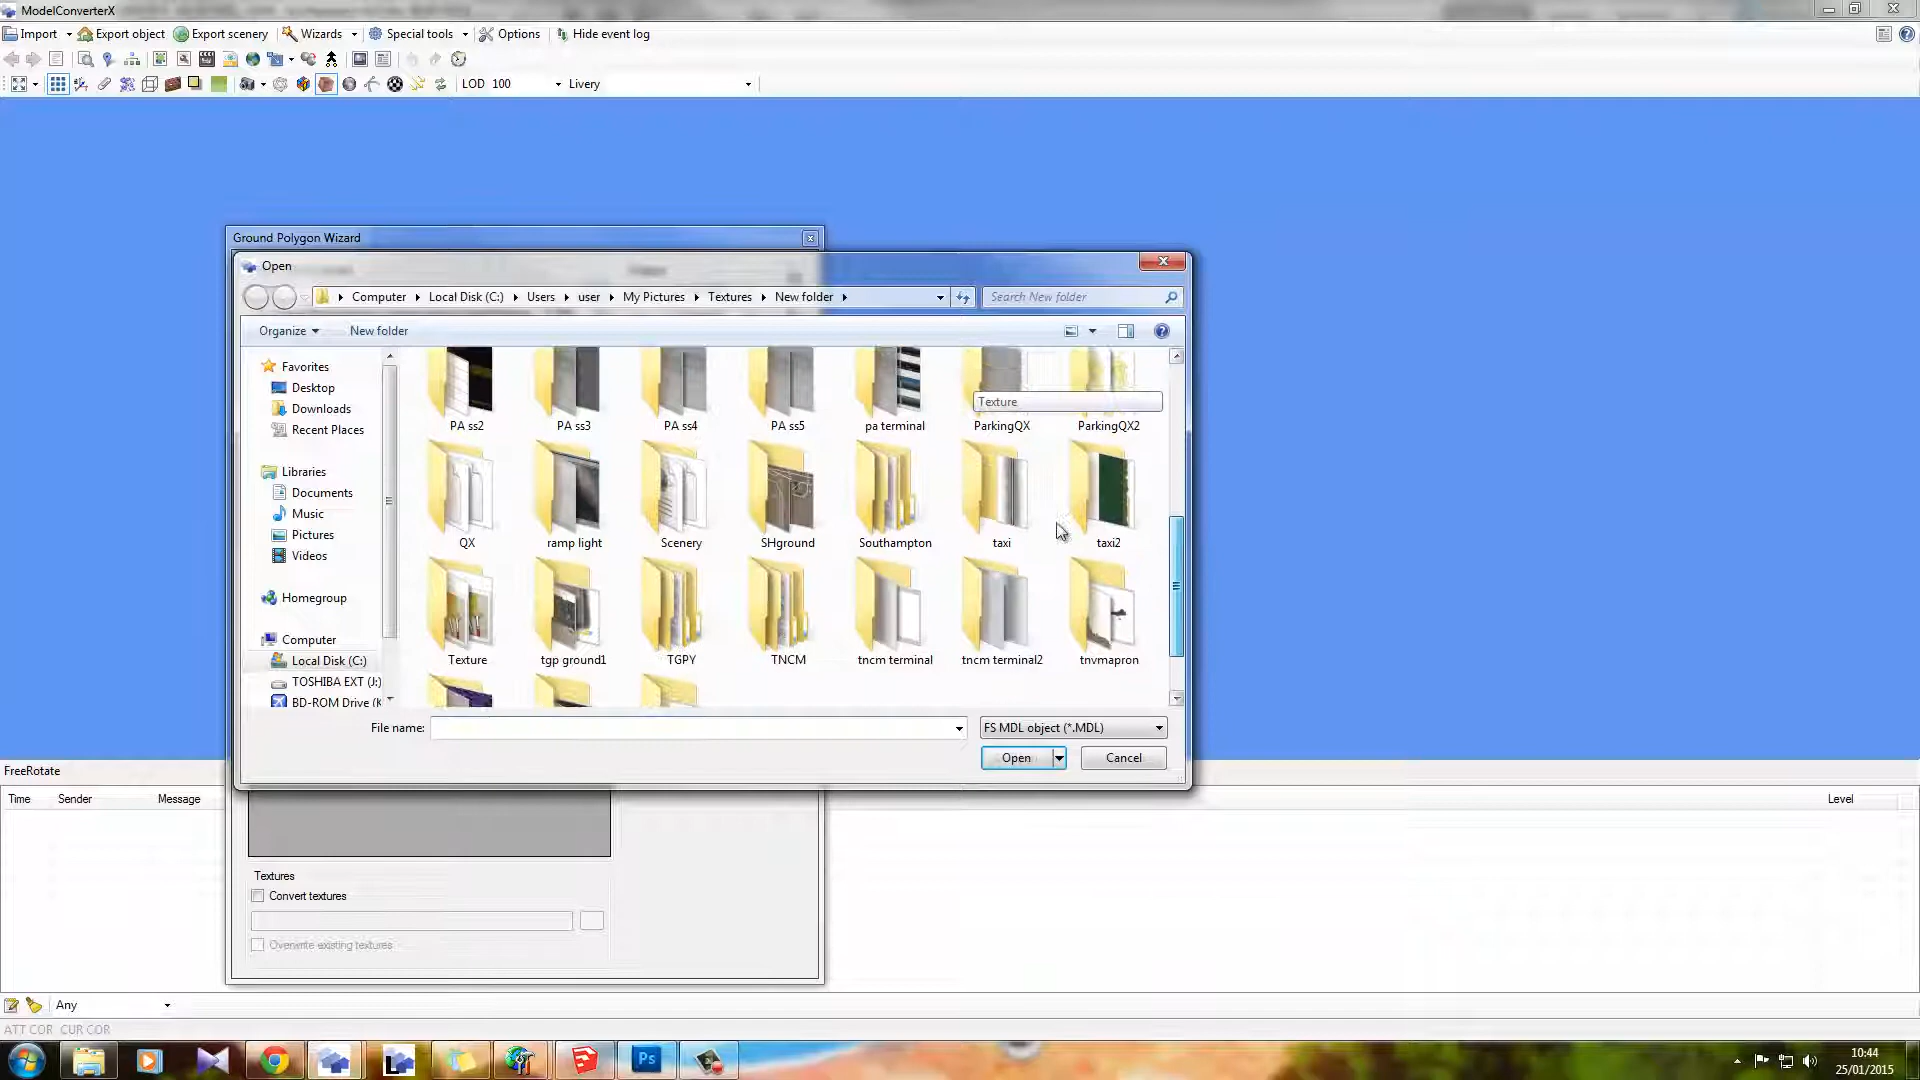 ModelConverterX
Import Export object Export scenery Wizards Special tools Options Hide event log
LOD 100 Livery
Ground Polygon Wizard
Open
Computer Local Disk (C:) Users user My Pictures Textures New folder Search New folder
Organize New folder
Favorites
Desktop
Downloads
Recent Places
Libraries
Documents
Music
Pictures
Videos
Homegroup
Computer
Local Disk (C:)
TOSHIBA EXT (J:)
BD-ROM Drive (K
Texture
PA ss2 PA ss3 PA ss4 PA ss5 pa terminal ParkingQX ParkingQX2
QX ramp light Scenery SHground Southampton taxi taxi2
Texture tgp ground1 TGPY TNCM tncm terminal tncm terminal2 tnvmapron
File name: FS MDL object (*.MDL)
Open Cancel
FreeRotate
Time Sender Message Level
Textures
Convert textures
Overwrite existing textures
Any
ATT COR CUR COR
Ps
10:44
25/01/2015